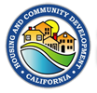 HOUSING AND COMMUNITY DEVELOPMENT
CALIFORNIA